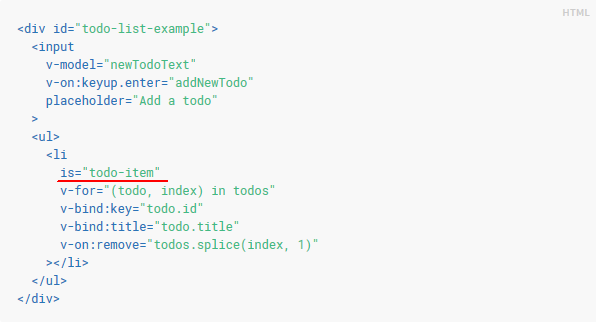 HTML
<div id="todo-list-example">
  <input
    v-model="newTodoText"
    v-on:keyup.enter="addNewTodo"
    placeholder="Add a todo"
  >
  <ul>
    <li
      is="todo-item"
      v-for="(todo, index) in todos"
      v-bind:key="todo.id"
      v-bind:title="todo.title"
      v-on:remove="todos.splice(index, 1)"
    ></li>
  </ul>
</div>